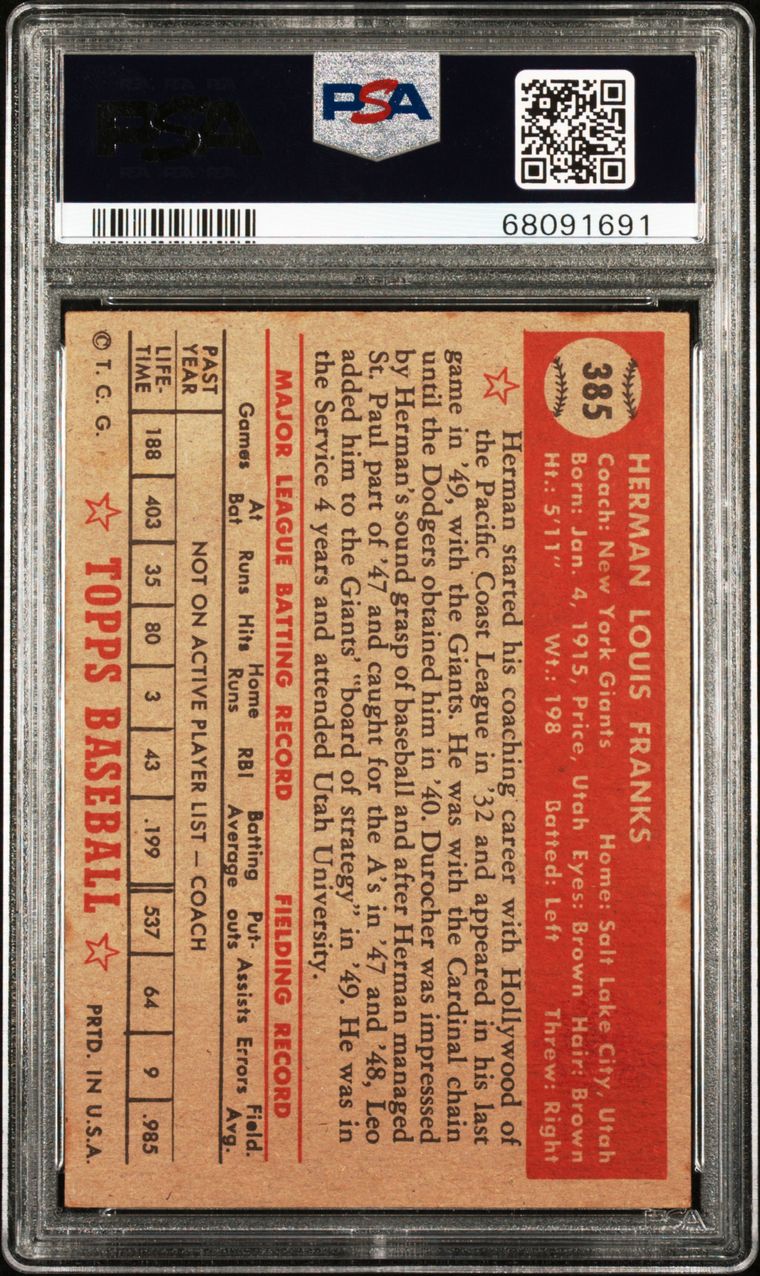 PSA
PSA
68091691
385
HERMAN LOUIS FRANKS
Coach: New York Giants Home: Salt Lake City, Utah
Born: Jan. 4, 1915, Price, Utah Eyes: Brown Hair: Brown
Ht.: 5'11" Wt.: 198 Batted: Left Threw: Right
Herman started his coaching career with Hollywood of
the Pacific Coast League in '32 and appeared in his last
game in '49, with the Giants. He was with the Cardinal chain
until the Dodgers obtained him in '40. Durocher was impresssed
by Herman's sound grasp of baseball and after Herman managed
St. Paul part of '47 and caught for the A's in '47 and '48, Leo
added him to the Giants' "board of strategy" in '49. He was in
the Service 4 years and attended Utah University.
MAJOR LEAGUE BATTING RECORD FIELDING RECORD
Games At Bat Runs Hits Home Runs RBI Batting Average Put-outs Assists Errors Field. Avg.
PAST YEAR NOT ON ACTIVE PLAYER LIST — COACH
LIFE-TIME 188 403 35 80 3 43 .199 537 64 9 .985
© T. C. G. TOPPS BASEBALL PRTD. IN U.S.A.
PSA